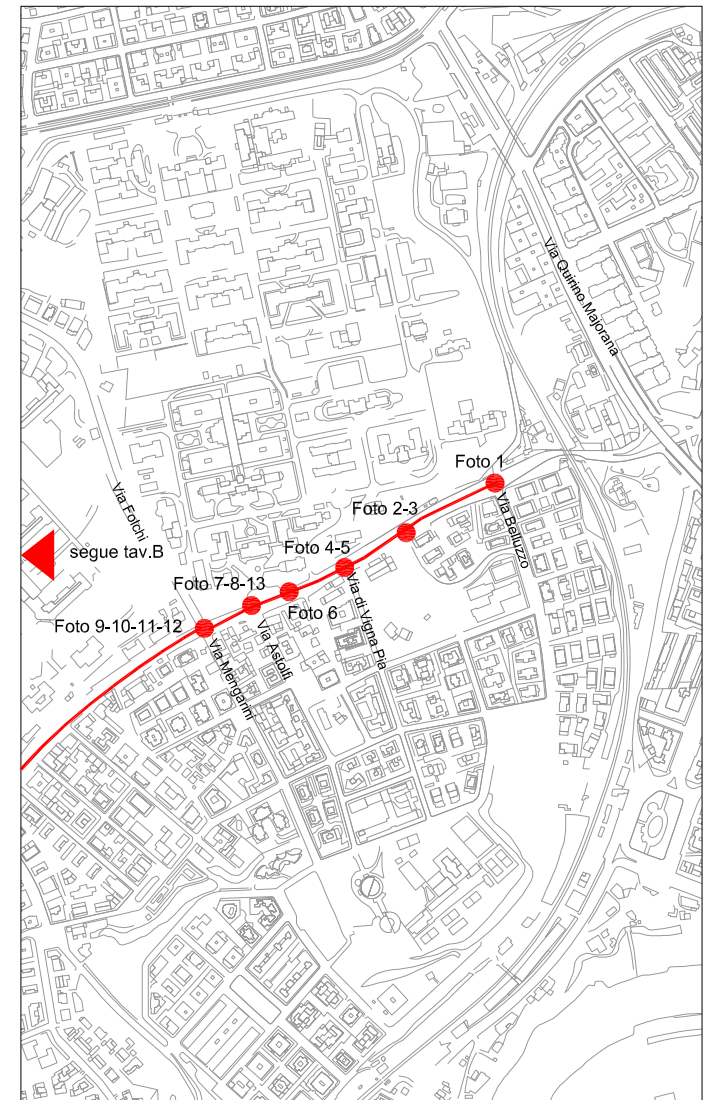 Via Quirino Majorana
Foto 1
Via Belluzzo
Foto 2-3
Via Folchi
Foto 4-5
segue tav.B
Via di Vigna Pia
Foto 7-8-13
Foto 6
Via Astolfi
Foto 9-10-11-12
Via Mengarini